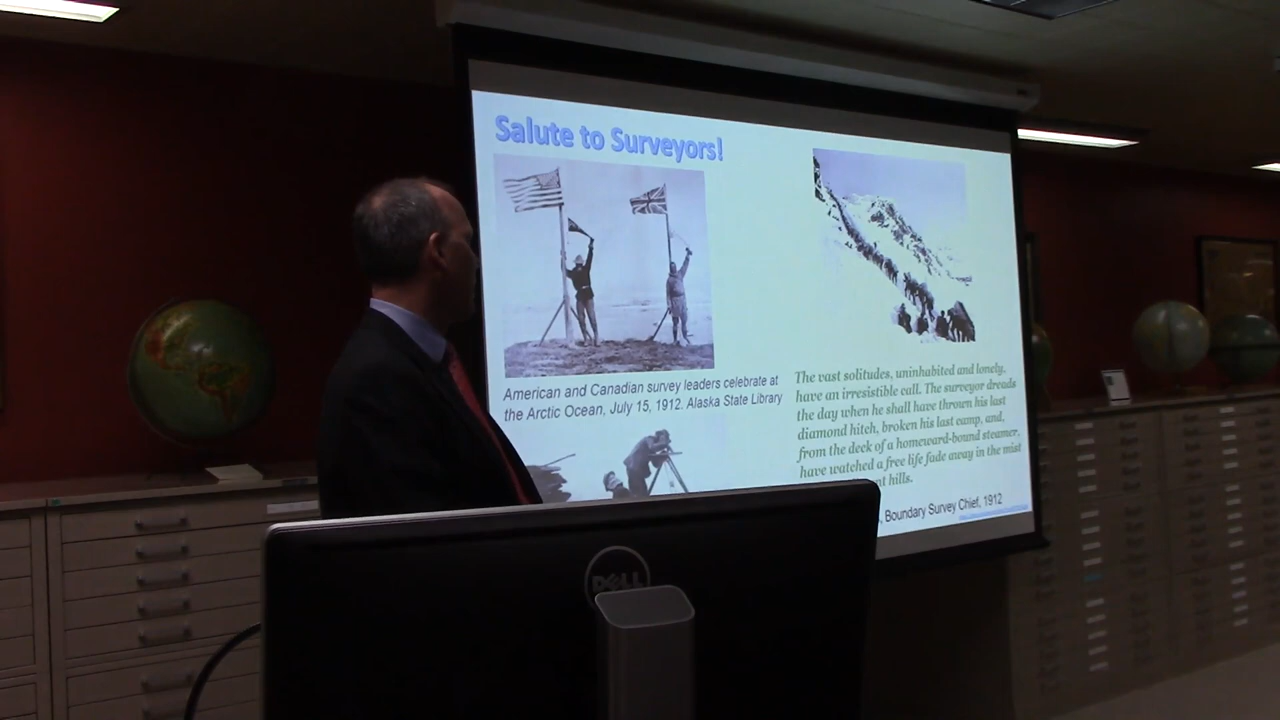 Salute to Surveyors!
American and Canadian survey leaders celebrate at
the Arctic Ocean, July 15, 1912. Alaska State Library
The vast solitudes, uninhabited and lonely,
have an irresistible call. The surveyor dreads
the day when he shall have thrown his last
diamond hitch, broken his last camp, and,
from the deck of a homeward-bound steamer,
have watched a free life fade away in the mist
hills.
, Boundary Survey Chief, 1912
DELL